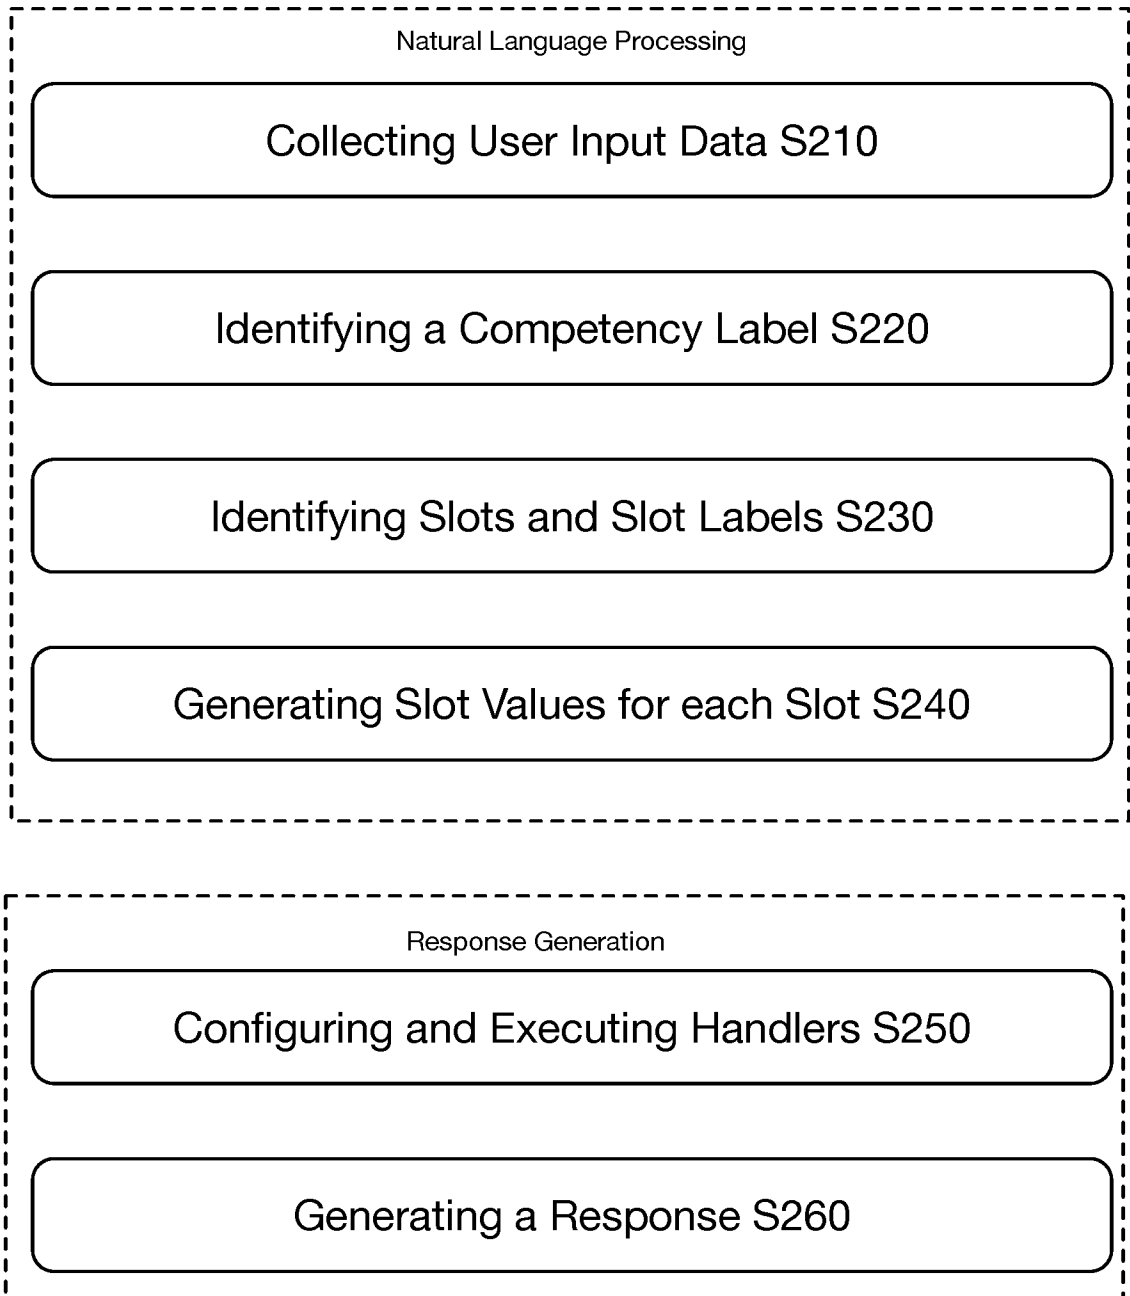 Natural Language Processing
Collecting User Input Data S210
Identifying a Competency Label S220
Identifying Slots and Slot Labels S230
Generating Slot Values for each Slot S240
Response Generation
Configuring and Executing Handlers S250
Generating a Response S260